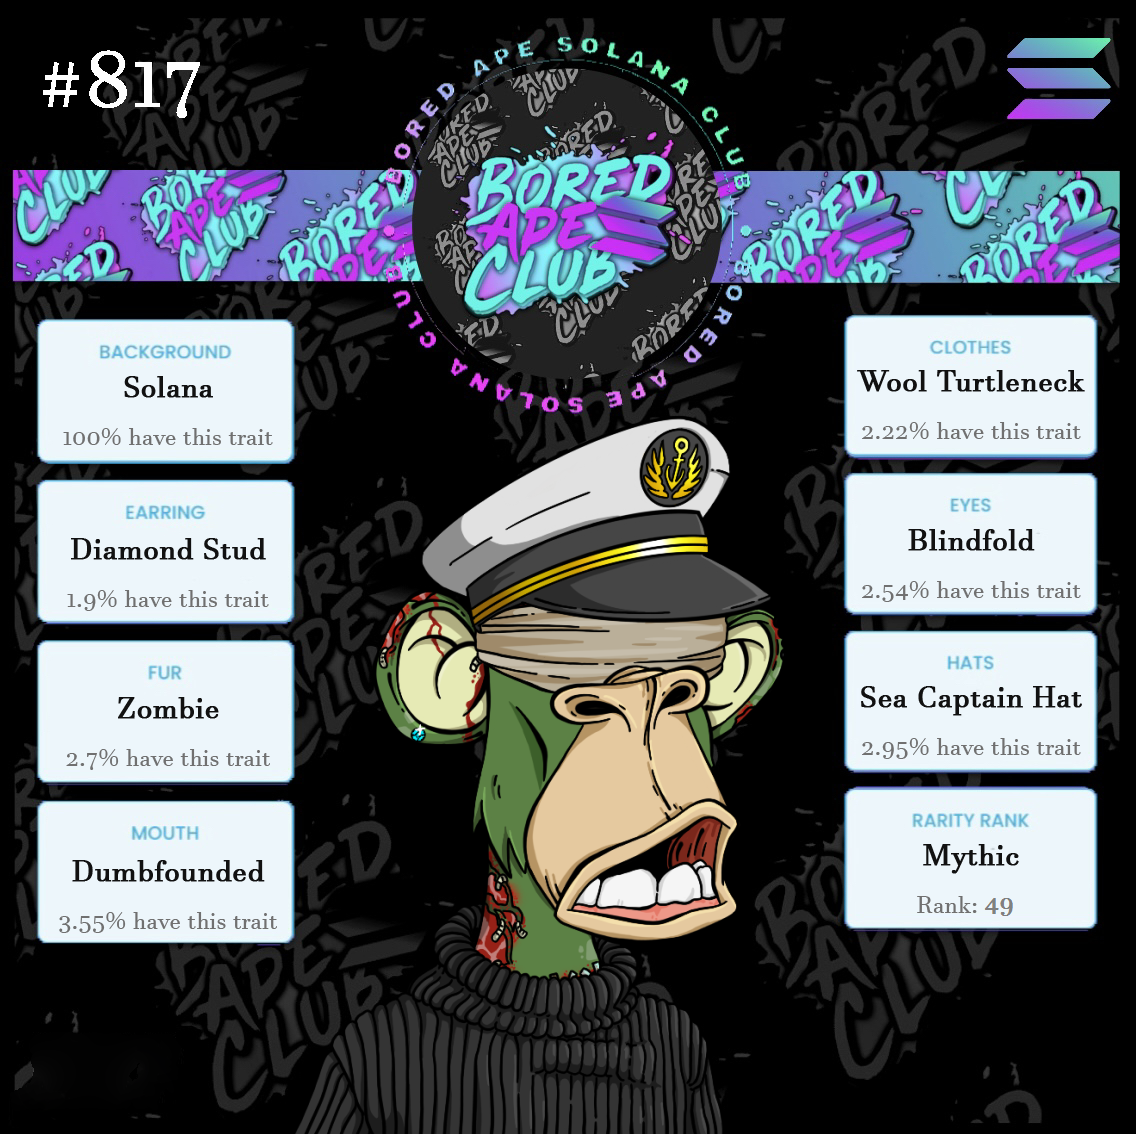 #817
BORED APE SOLANA CLUB
BORED APE SOLANA CLUB
BORED
APE
CLUB
BACKGROUND
Solana
100% have this trait
EARRING
Diamond Stud
1.9% have this trait
FUR
Zombie
2.7% have this trait
MOUTH
Dumbfounded
3.55% have this trait
CLOTHES
Wool Turtleneck
2.22% have this trait
EYES
Blindfold
2.54% have this trait
HATS
Sea Captain Hat
2.95% have this trait
RARITY RANK
Mythic
Rank: 49